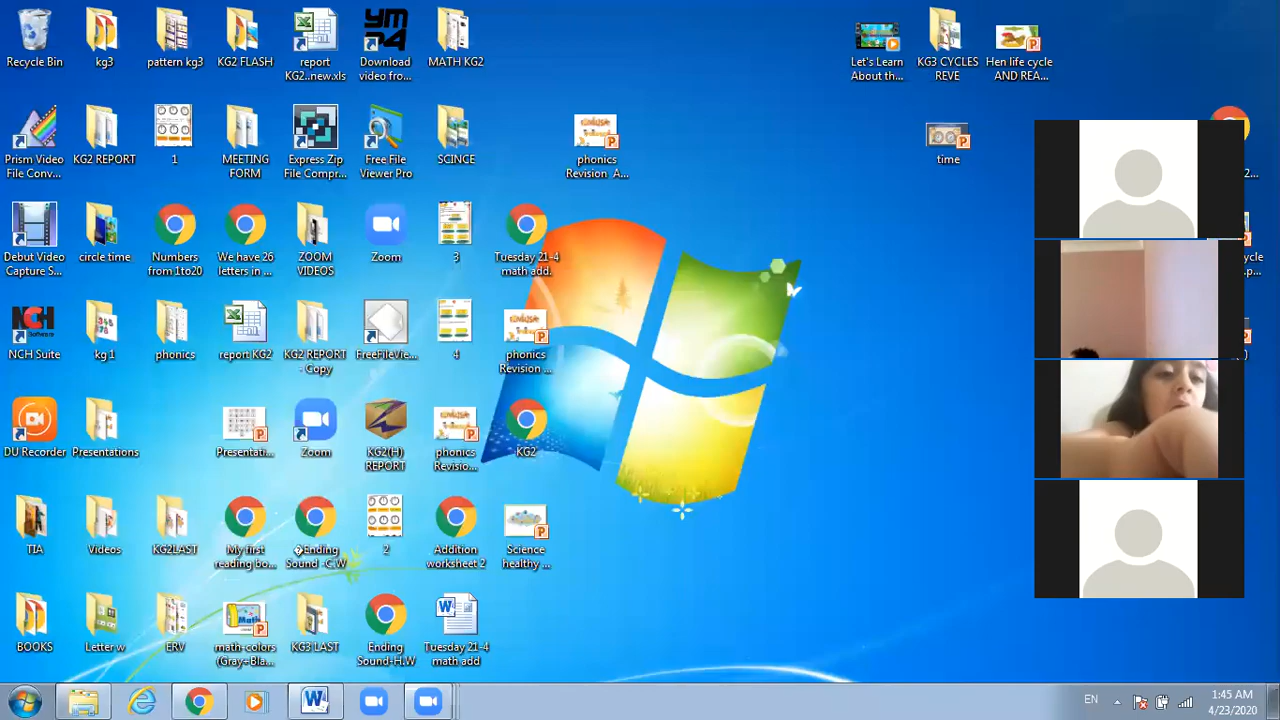 Recycle Bin
kg3
pattern kg3
KG2 FLASH
report
KG2..new.xls
Download
video fro...
MATH KG2
Let's Learn
About th...
KG3 CYCLES
REVE
Hen life cycle
AND REA...
Prism Video
File Conv...
KG2 REPORT
1
MEETING
FORM
Express Zip
File Compr...
Free File
Viewer Pro
SCINCE
phonics
Revision A...
time
Debut Video
Capture S...
circle time
Numbers
from 1to20
We have 26
letters in ...
ZOOM
VIDEOS
Zoom
3
Tuesday 21-4
math add.
NCH Suite
kg 1
phonics
report KG2
KG2 REPORT
- Copy
FreeFileView...
4
phonics
Revision ...
DU Recorder
Presentations
Presentati...
Zoom
KG2(H)
REPORT
phonics
Revisio...
KG2
TIA
Videos
KG2LAST
My first
reading bo...
�Ending
Sound -C.W
2
Addition
worksheet 2
Science
healthy ...
BOOKS
Letter w
ERV
math-colors
(Gray+Bla...
KG3 LAST
Ending
Sound-H.W
Tuesday 21-4
math add
EN
1:45 AM
4/23/2020